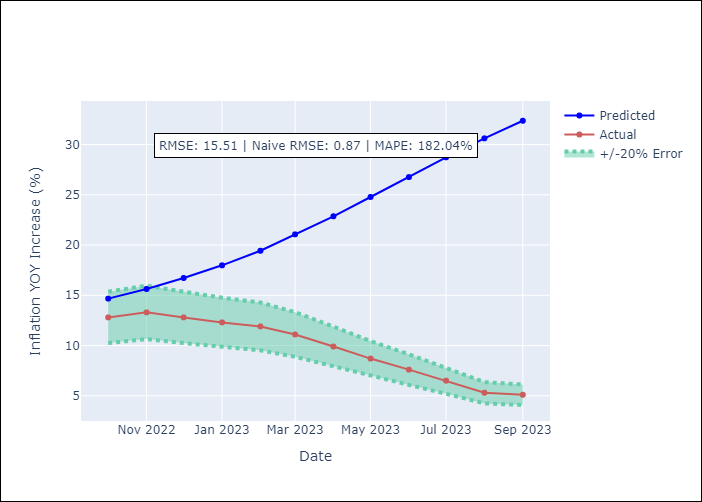 RMSE: 15.51 | Naive RMSE: 0.87 | MAPE: 182.04%
Predicted
Actual
+/-20% Error
Inflation YOY Increase (%)
30
25
20
15
10
5
Nov 2022 Jan 2023 Mar 2023 May 2023 Jul 2023 Sep 2023
Date